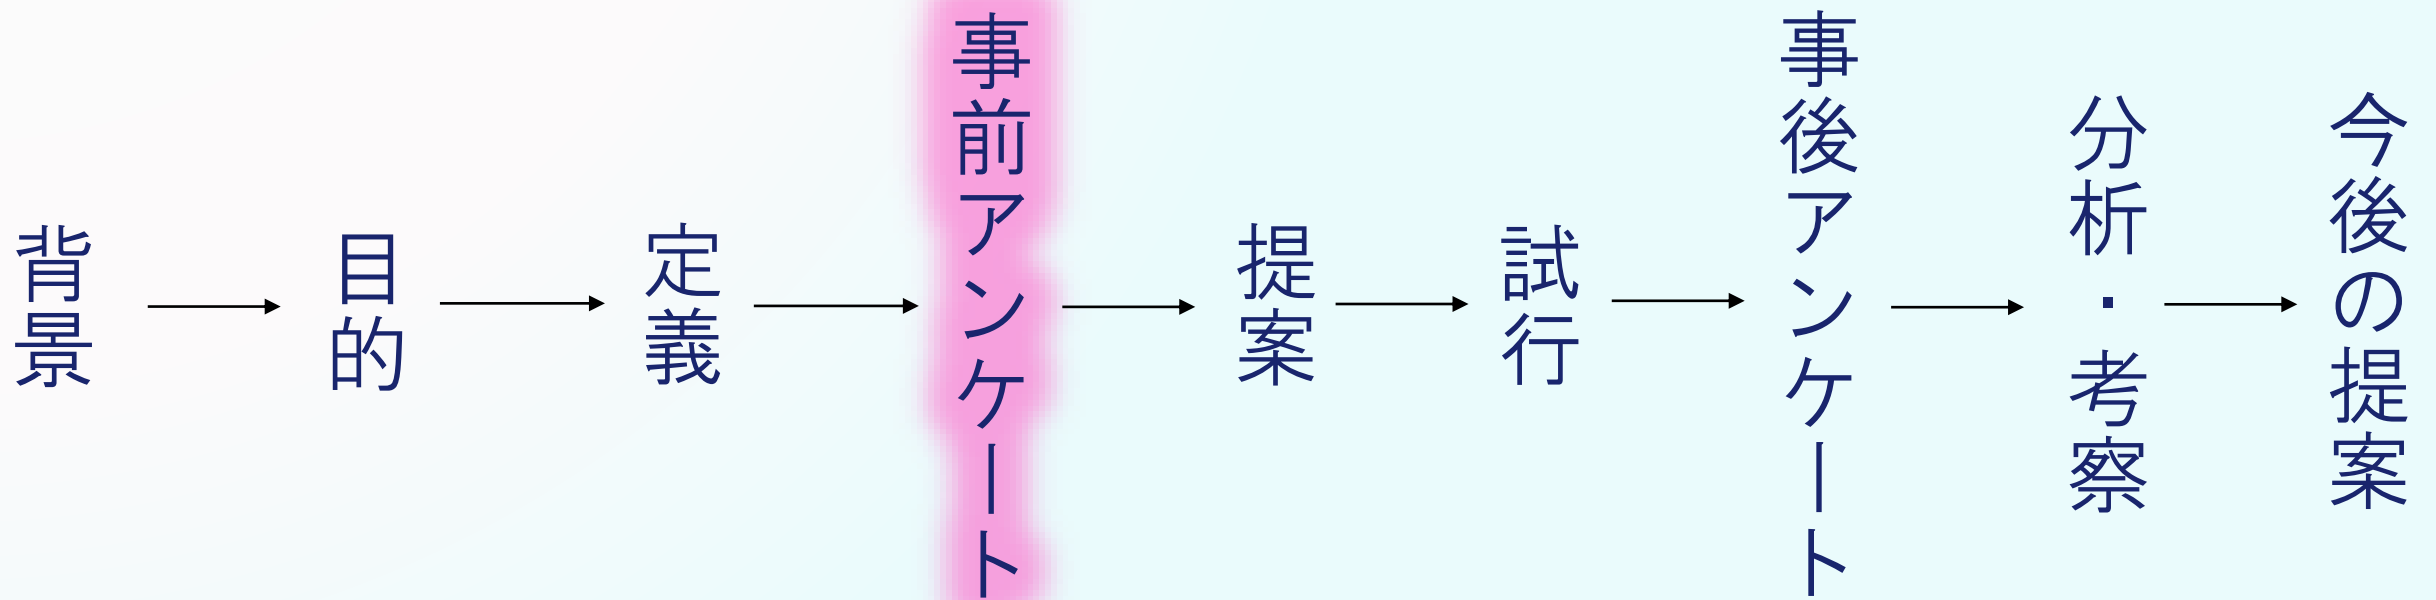 背景
目的
定義
事前アンケート
提案
試行
事後アンケート
分析・考察
今後の提案